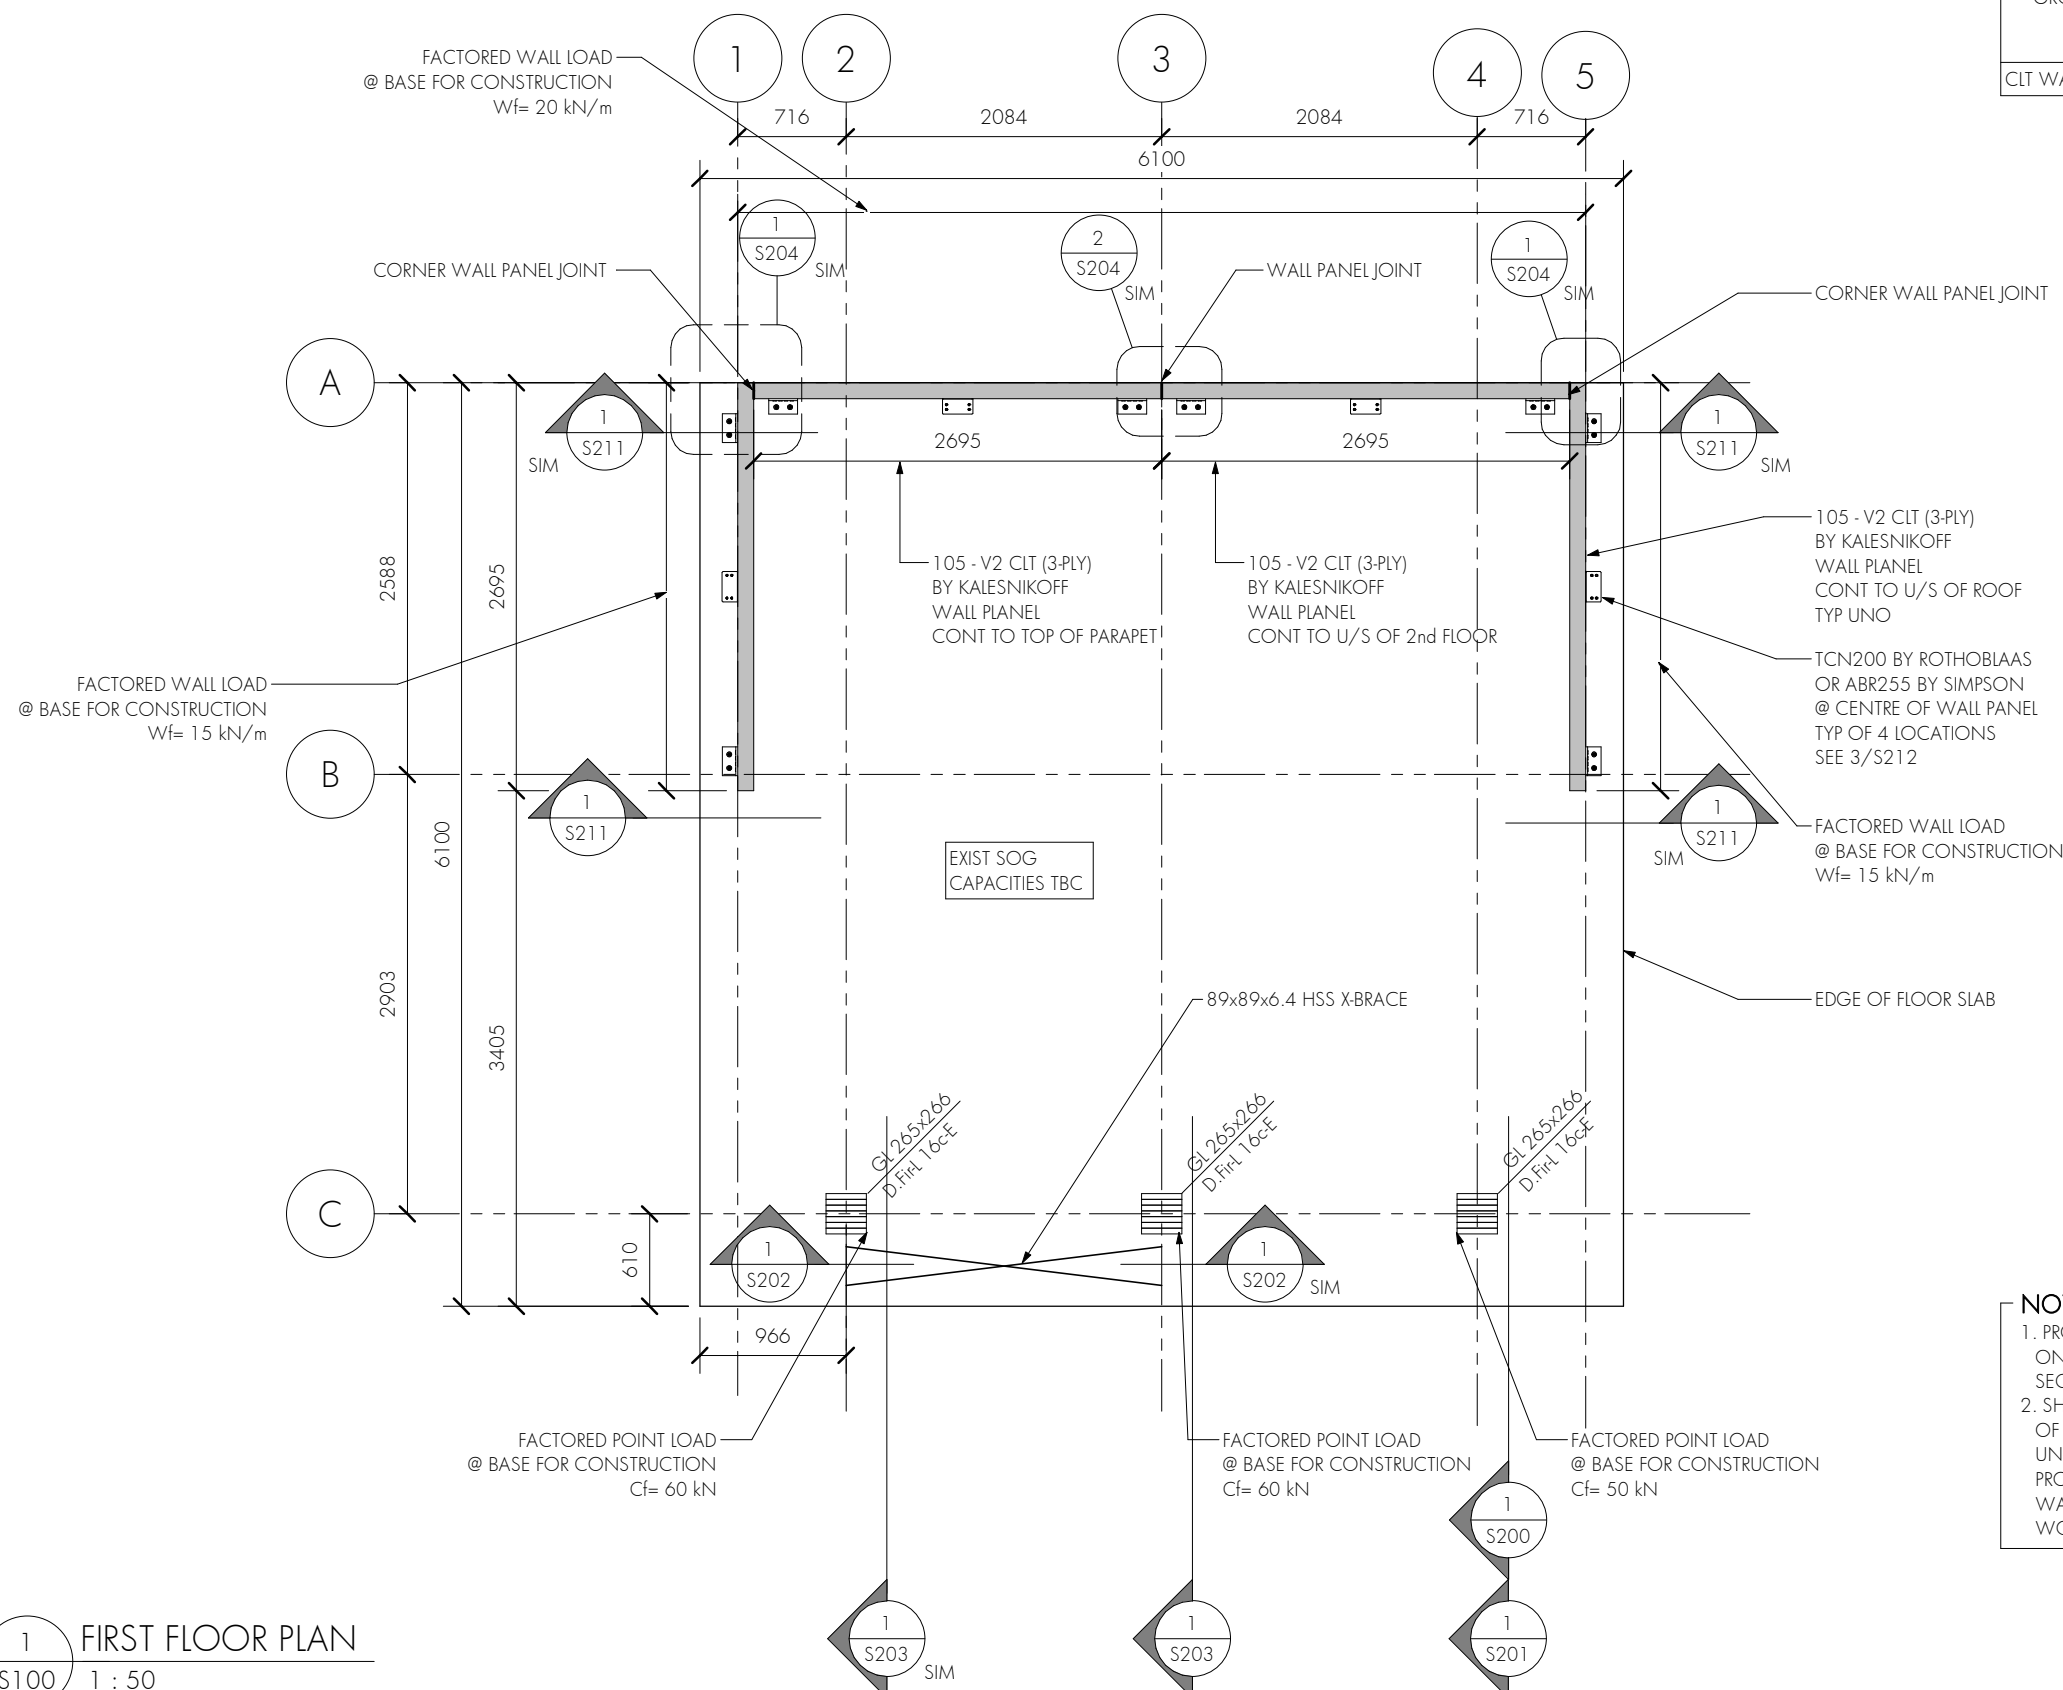 FACTORED WALL LOAD
@ BASE FOR CONSTRUCTION
Wf= 20 kN/m
1
2
3
4
5
CLT WA
716
2084
2084
716
6100
1
S204
SIM
2
S204
SIM
1
S204
SIM
CORNER WALL PANEL JOINT
WALL PANEL JOINT
CORNER WALL PANEL JOINT
A
1
S211
SIM
1
S211
SIM
2695
2695
2588
2695
6100
105 - V2 CLT (3-PLY)
BY KALESNIKOFF
WALL PLANEL
CONT TO TOP OF PARAPET
105 - V2 CLT (3-PLY)
BY KALESNIKOFF
WALL PLANEL
CONT TO U/S OF 2nd FLOOR
105 - V2 CLT (3-PLY)
BY KALESNIKOFF
WALL PLANEL
CONT TO U/S OF ROOF
TYP UNO
TCN200 BY ROTHOBLAAS
OR ABR255 BY SIMPSON
@ CENTRE OF WALL PANEL
TYP OF 4 LOCATIONS
SEE 3/S212
FACTORED WALL LOAD
@ BASE FOR CONSTRUCTION
Wf= 15 kN/m
B
1
S211
1
S211
SIM
FACTORED WALL LOAD
@ BASE FOR CONSTRUCTION
Wf= 15 kN/m
EXIST SOG
CAPACITIES TBC
2903
3405
89x89x6.4 HSS X-BRACE
EDGE OF FLOOR SLAB
GL 265x266
D.Fir-L 16c-E
GL 265x266
D.Fir-L 16c-E
GL 265x266
D.Fir-L 16c-E
C
610
1
S202
1
S202
SIM
966
FACTORED POINT LOAD
@ BASE FOR CONSTRUCTION
Cf= 60 kN
FACTORED POINT LOAD
@ BASE FOR CONSTRUCTION
Cf= 60 kN
FACTORED POINT LOAD
@ BASE FOR CONSTRUCTION
Cf= 50 kN
1. PRO
ON
SEC
2. SH
OF
UN
PRO
WA
1
S200
1
S203
SIM
1
S203
1
S201
1
S100
FIRST FLOOR PLAN
1 : 50